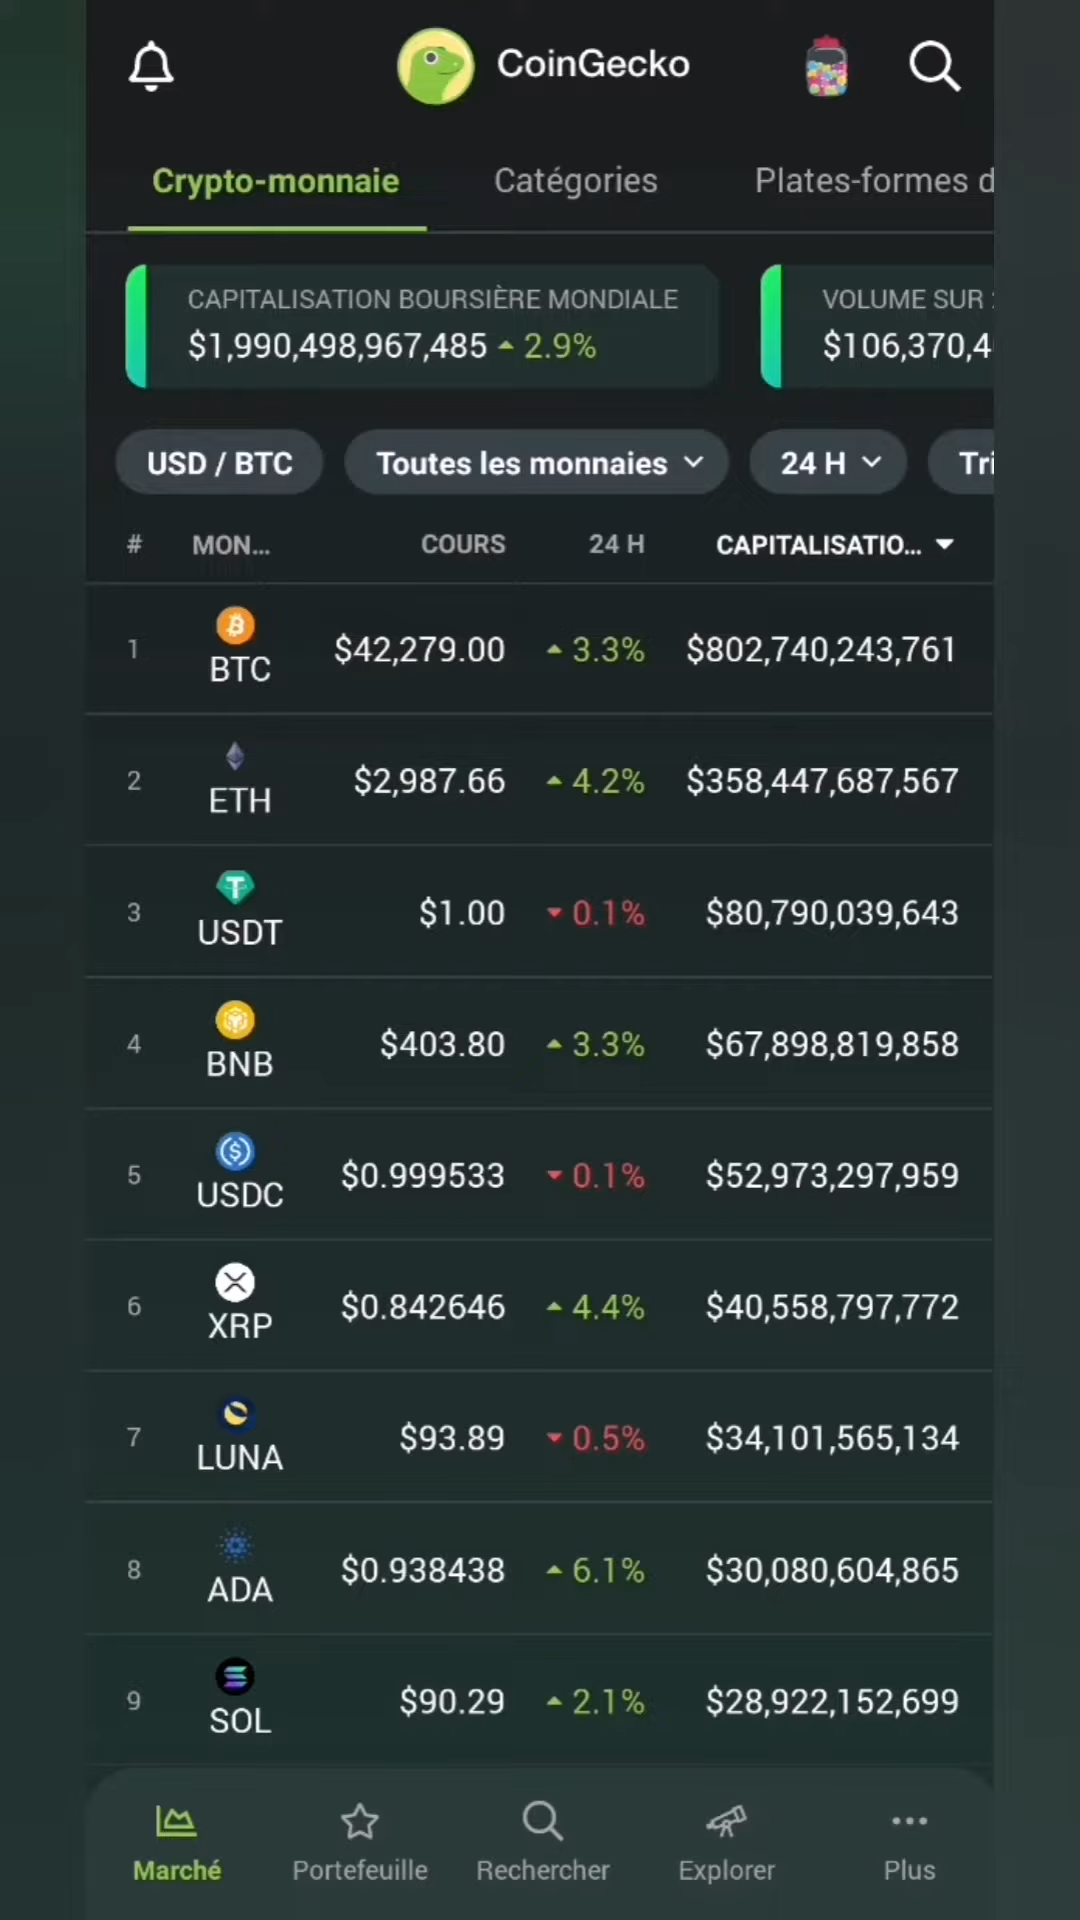 CoinGecko
Crypto-monnaie Catégories Plates-formes d
CAPITALISATION BOURSIÈRE MONDIALE
$1,990,498,967,485 2.9%
VOLUME SUR
$106,370,4
USD / BTC Toutes les monnaies 24 H Tri
# MON... COURS 24 H CAPITALISATIO...
1 BTC $42,279.00 3.3% $802,740,243,761
2 ETH $2,987.66 4.2% $358,447,687,567
3 USDT $1.00 0.1% $80,790,039,643
4 BNB $403.80 3.3% $67,898,819,858
5 USDC $0.999533 0.1% $52,973,297,959
6 XRP $0.842646 4.4% $40,558,797,772
7 LUNA $93.89 0.5% $34,101,565,134
8 ADA $0.938438 6.1% $30,080,604,865
9 SOL $90.29 2.1% $28,922,152,699
Marché Portefeuille Rechercher Explorer Plus